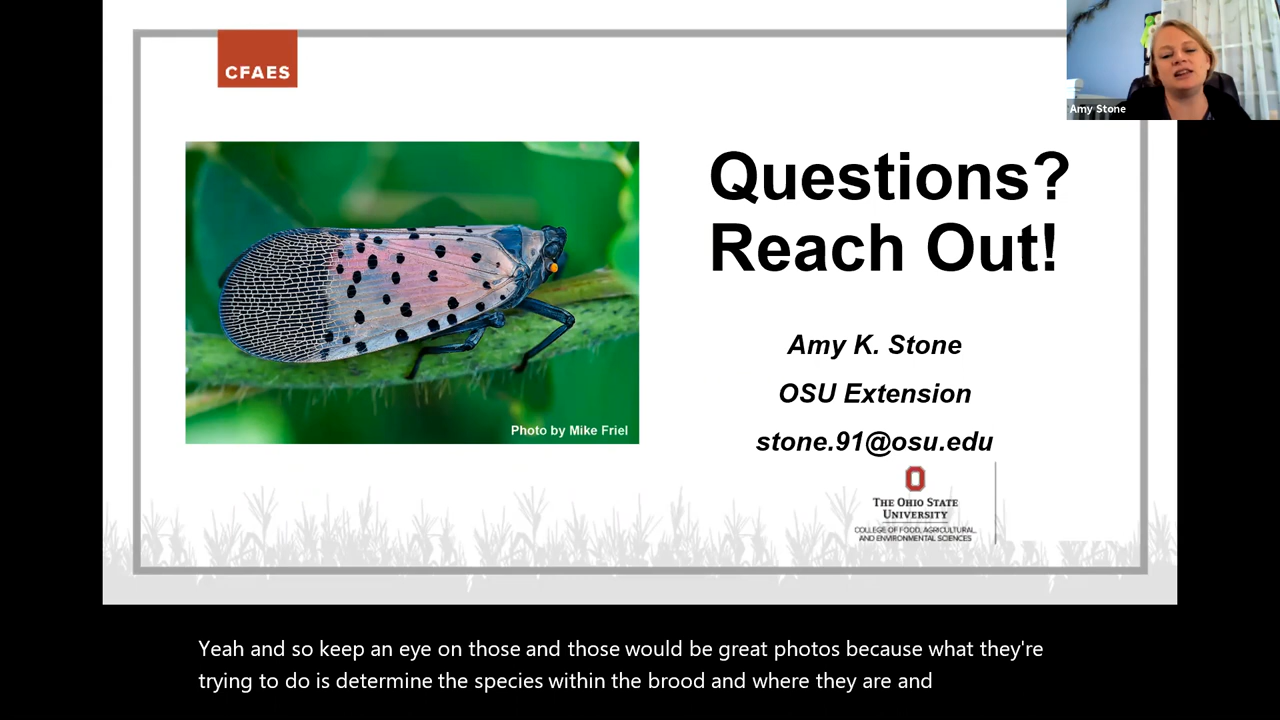 CFAES
Amy Stone
Questions?
Reach Out!
Amy K. Stone
OSU Extension
stone.91@osu.edu
Photo by Mike Friel
THE OHIO STATE
UNIVERSITY
COLLEGE OF FOOD, AGRICULTURAL,
AND ENVIRONMENTAL SCIENCES
Yeah and so keep an eye on those and those would be great photos because what they're
trying to do is determine the species within the brood and where they are and